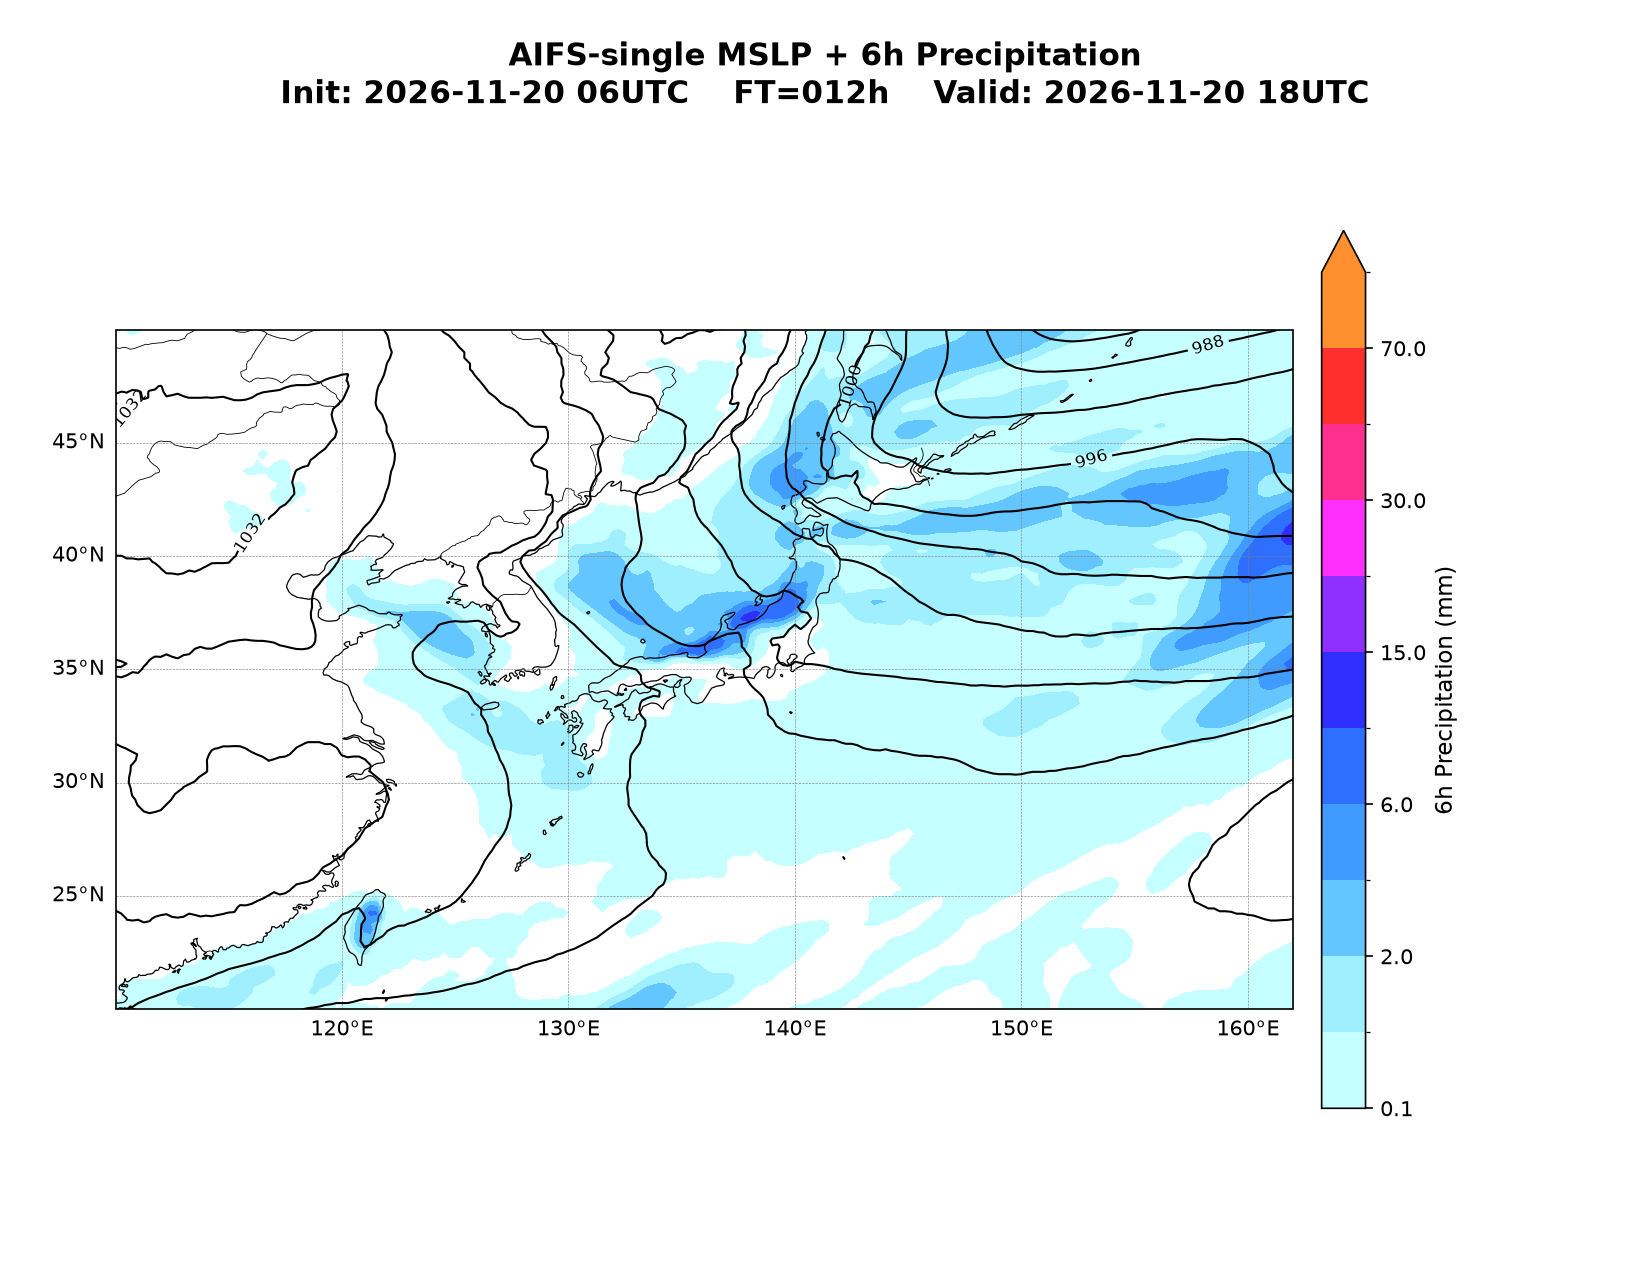 AIFS-single MSLP + 6h Precipitation
Init: 2026-11-20 06UTC    FT=012h    Valid: 2026-11-20 18UTC
988
1000
1032
996
1032
45°N
40°N
35°N
30°N
25°N
120°E
130°E
140°E
150°E
160°E
70.0
30.0
15.0
6.0
2.0
0.1
6h Precipitation (mm)